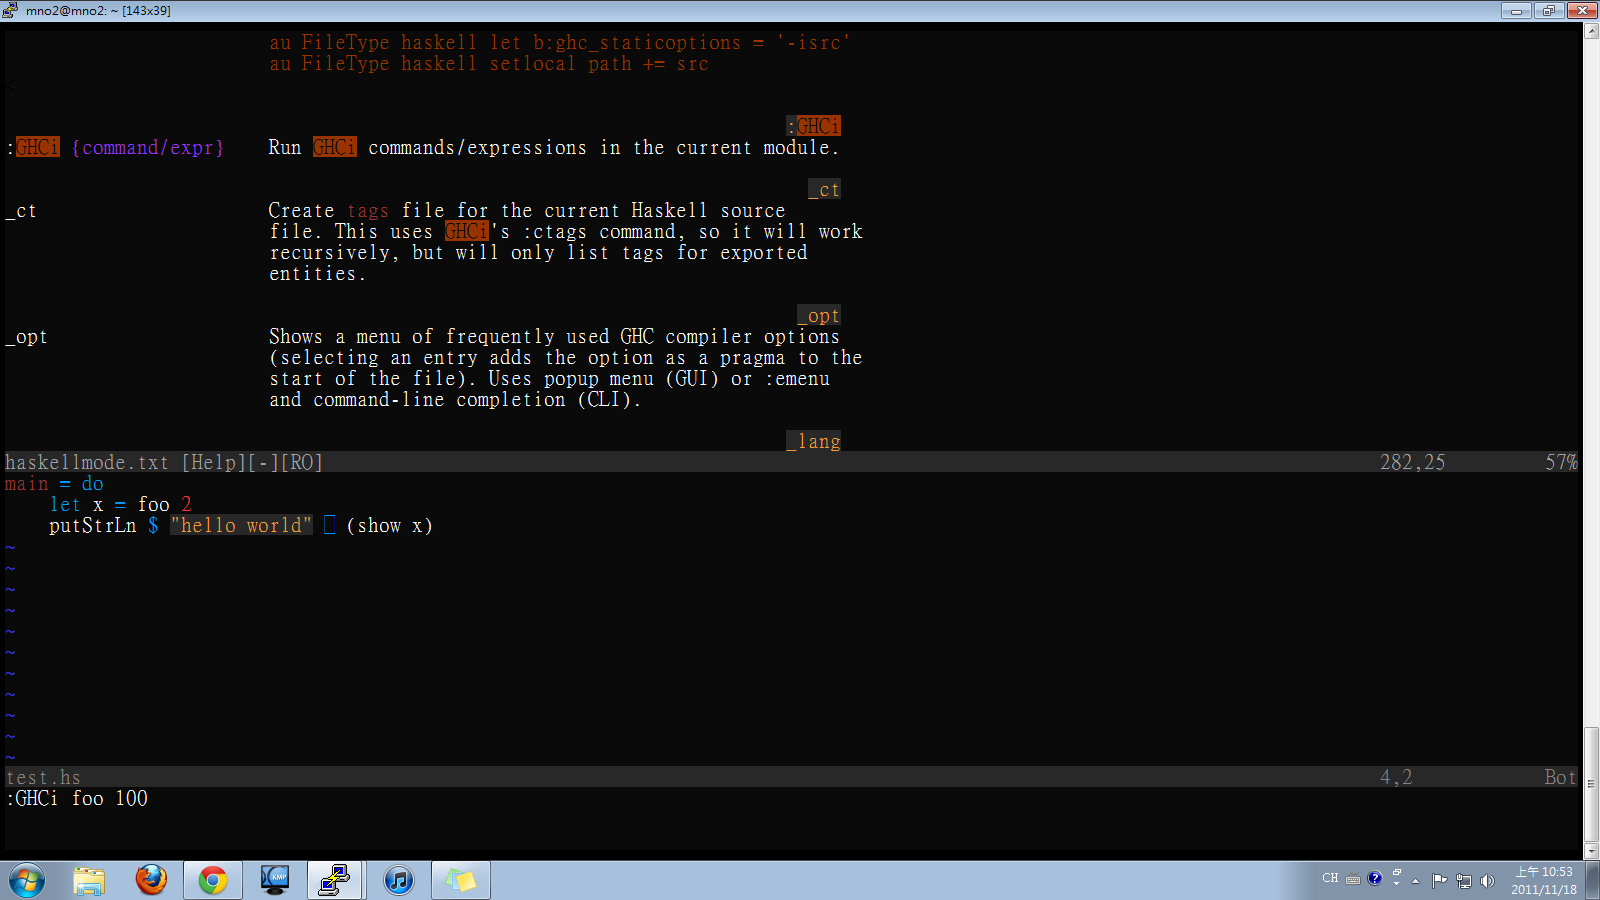 mno2@mno2: ~ [143x39]
au FileType haskell let b:ghc_staticoptions = '-isrc'
au FileType haskell setlocal path += src
<
:GHCi
:GHCi {command/expr} Run GHCi commands/expressions in the current module.
_ct
_ct Create tags file for the current Haskell source
file. This uses GHCi's :ctags command, so it will work
recursively, but will only list tags for exported
entities.
_opt
_opt Shows a menu of frequently used GHC compiler options
(selecting an entry adds the option as a pragma to the
start of the file). Uses popup menu (GUI) or :emenu
and command-line completion (CLI).
_lang
haskellmode.txt [Help][-][RO] 282,25 57%
main = do
let x = foo 2
putStrLn $ "hello world" (show x)
~
~
~
~
~
~
~
~
~
~
~
test.hs 4,2 Bot
:GHCi foo 100
KMP
CH
上午 10:53
2011/11/18